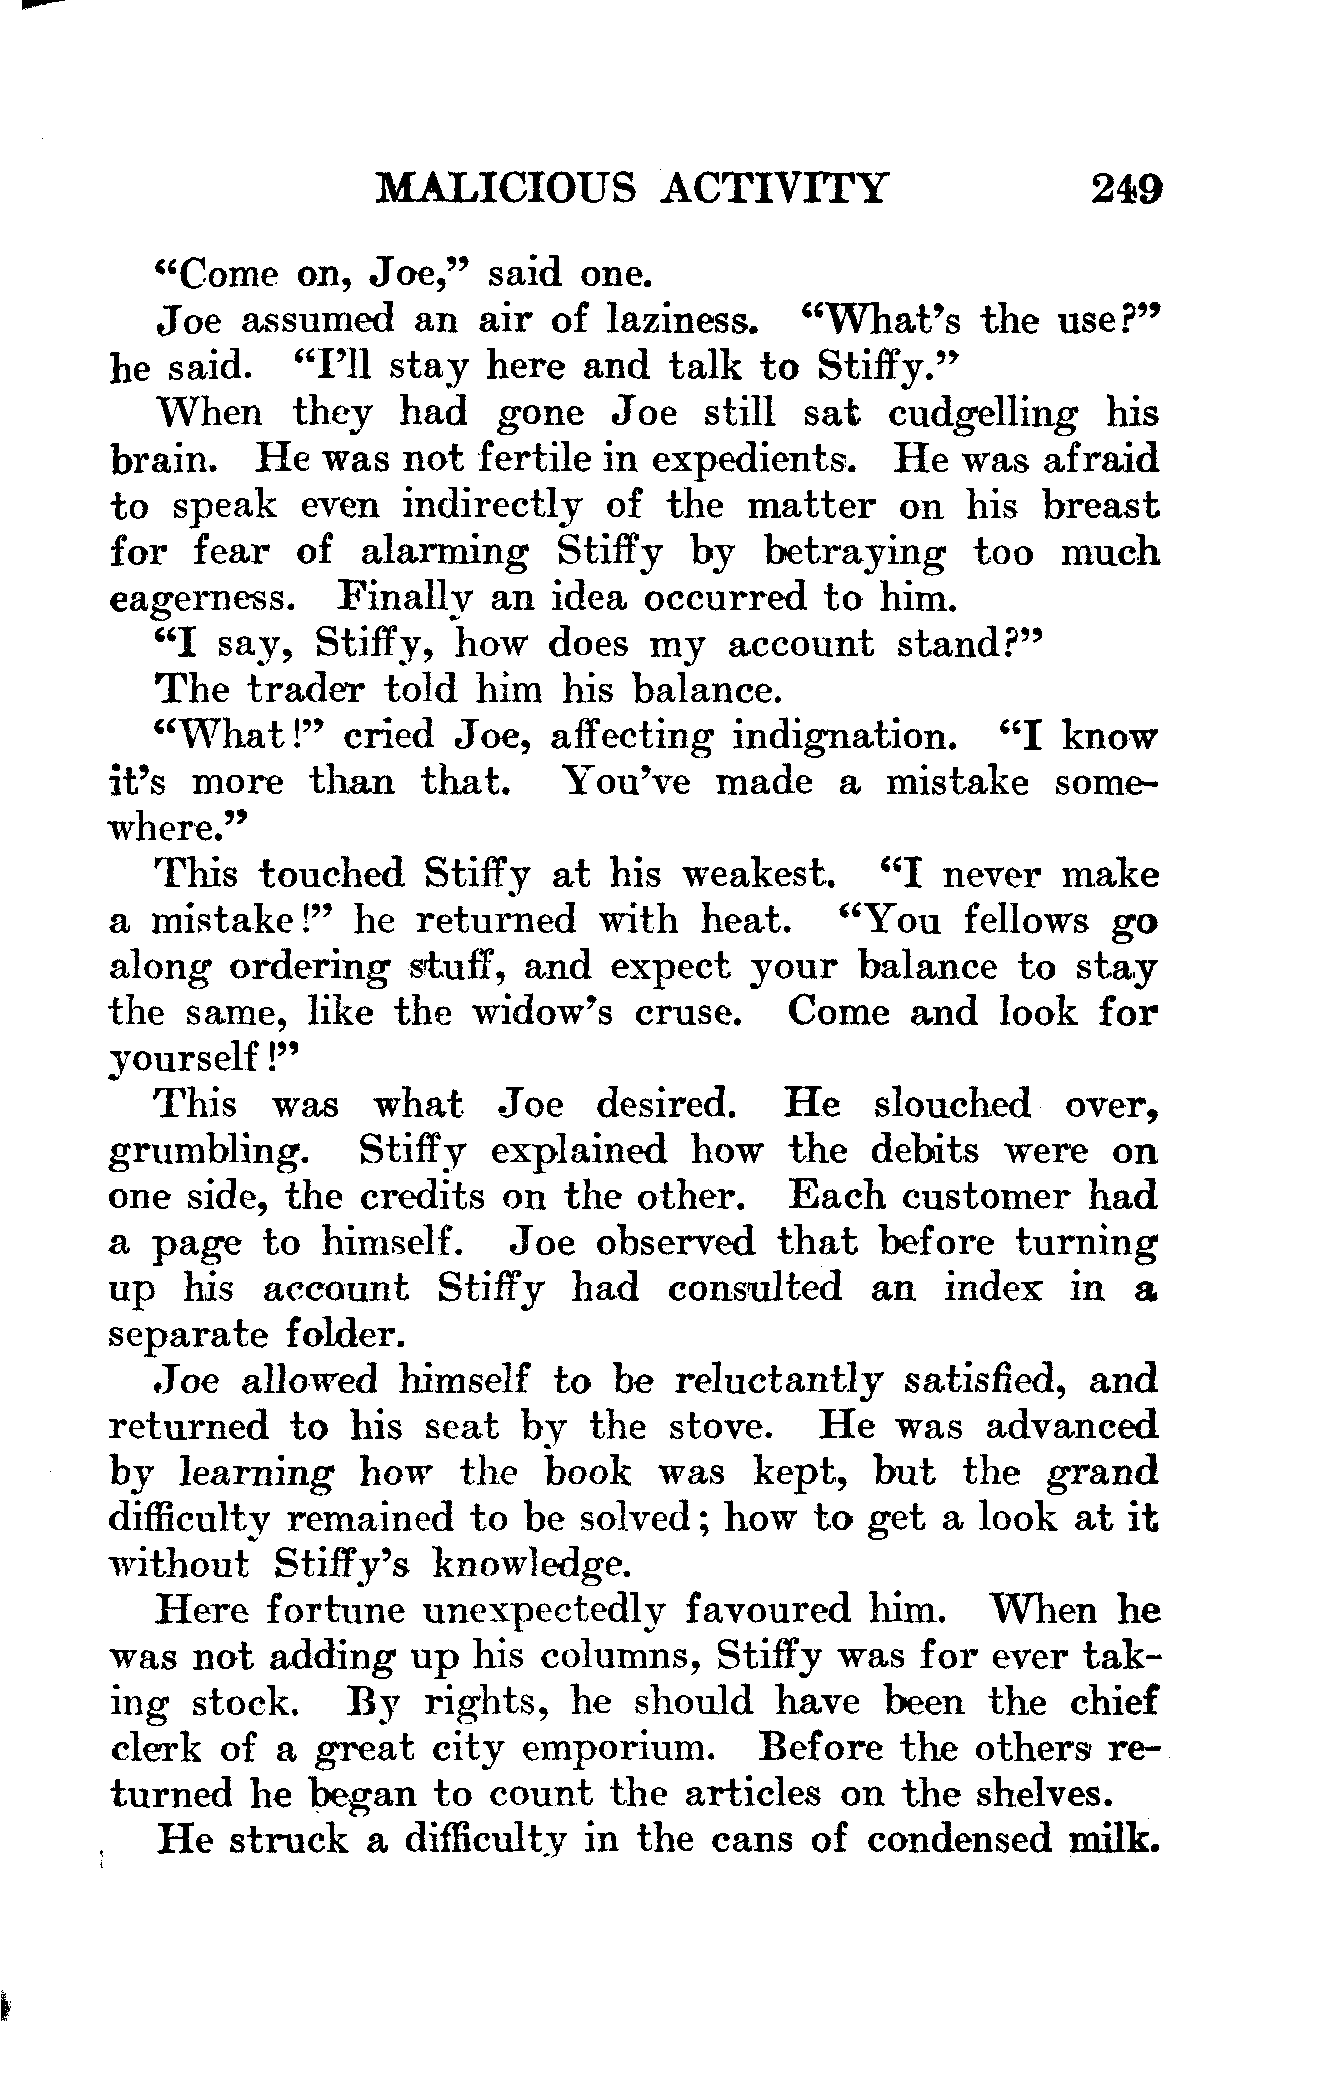 MALICIOUS ACTIVITY 249
“Come on, Joe,” said one.
Joe assumed an air of laziness. “What’s the use?”
he said. “I’ll stay here and talk to Stiffy.”
When they had gone Joe still sat cudgelling his
brain. He was not fertile in expedients. He was afraid
to speak even indirectly of the matter on his breast
for fear of alarming Stiffy by betraying too much
eagerness. Finally an idea occurred to him.
“I say, Stiffy, how does my account stand?”
The trader told him his balance.
“What!” cried Joe, affecting indignation. “I know
it’s more than that. You’ve made a mistake some-
where.”
This touched Stiffy at his weakest. “I never make
a mistake!” he returned with heat. “You fellows go
along ordering stuff, and expect your balance to stay
the same, like the widow’s cruse. Come and look for
yourself!”
This was what Joe desired. He slouched over,
grumbling. Stiffy explained how the debits were on
one side, the credits on the other. Each customer had
a page to himself. Joe observed that before turning
up his account Stiffy had consulted an index in a
separate folder.
Joe allowed himself to be reluctantly satisfied, and
returned to his seat by the stove. He was advanced
by learning how the book was kept, but the grand
difficulty remained to be solved; how to get a look at it
without Stiffy’s knowledge.
Here fortune unexpectedly favoured him. When he
was not adding up his columns, Stiffy was for ever tak-
ing stock. By rights, he should have been the chief
clerk of a great city emporium. Before the others re-
turned he began to count the articles on the shelves.
He struck a difficulty in the cans of condensed milk.